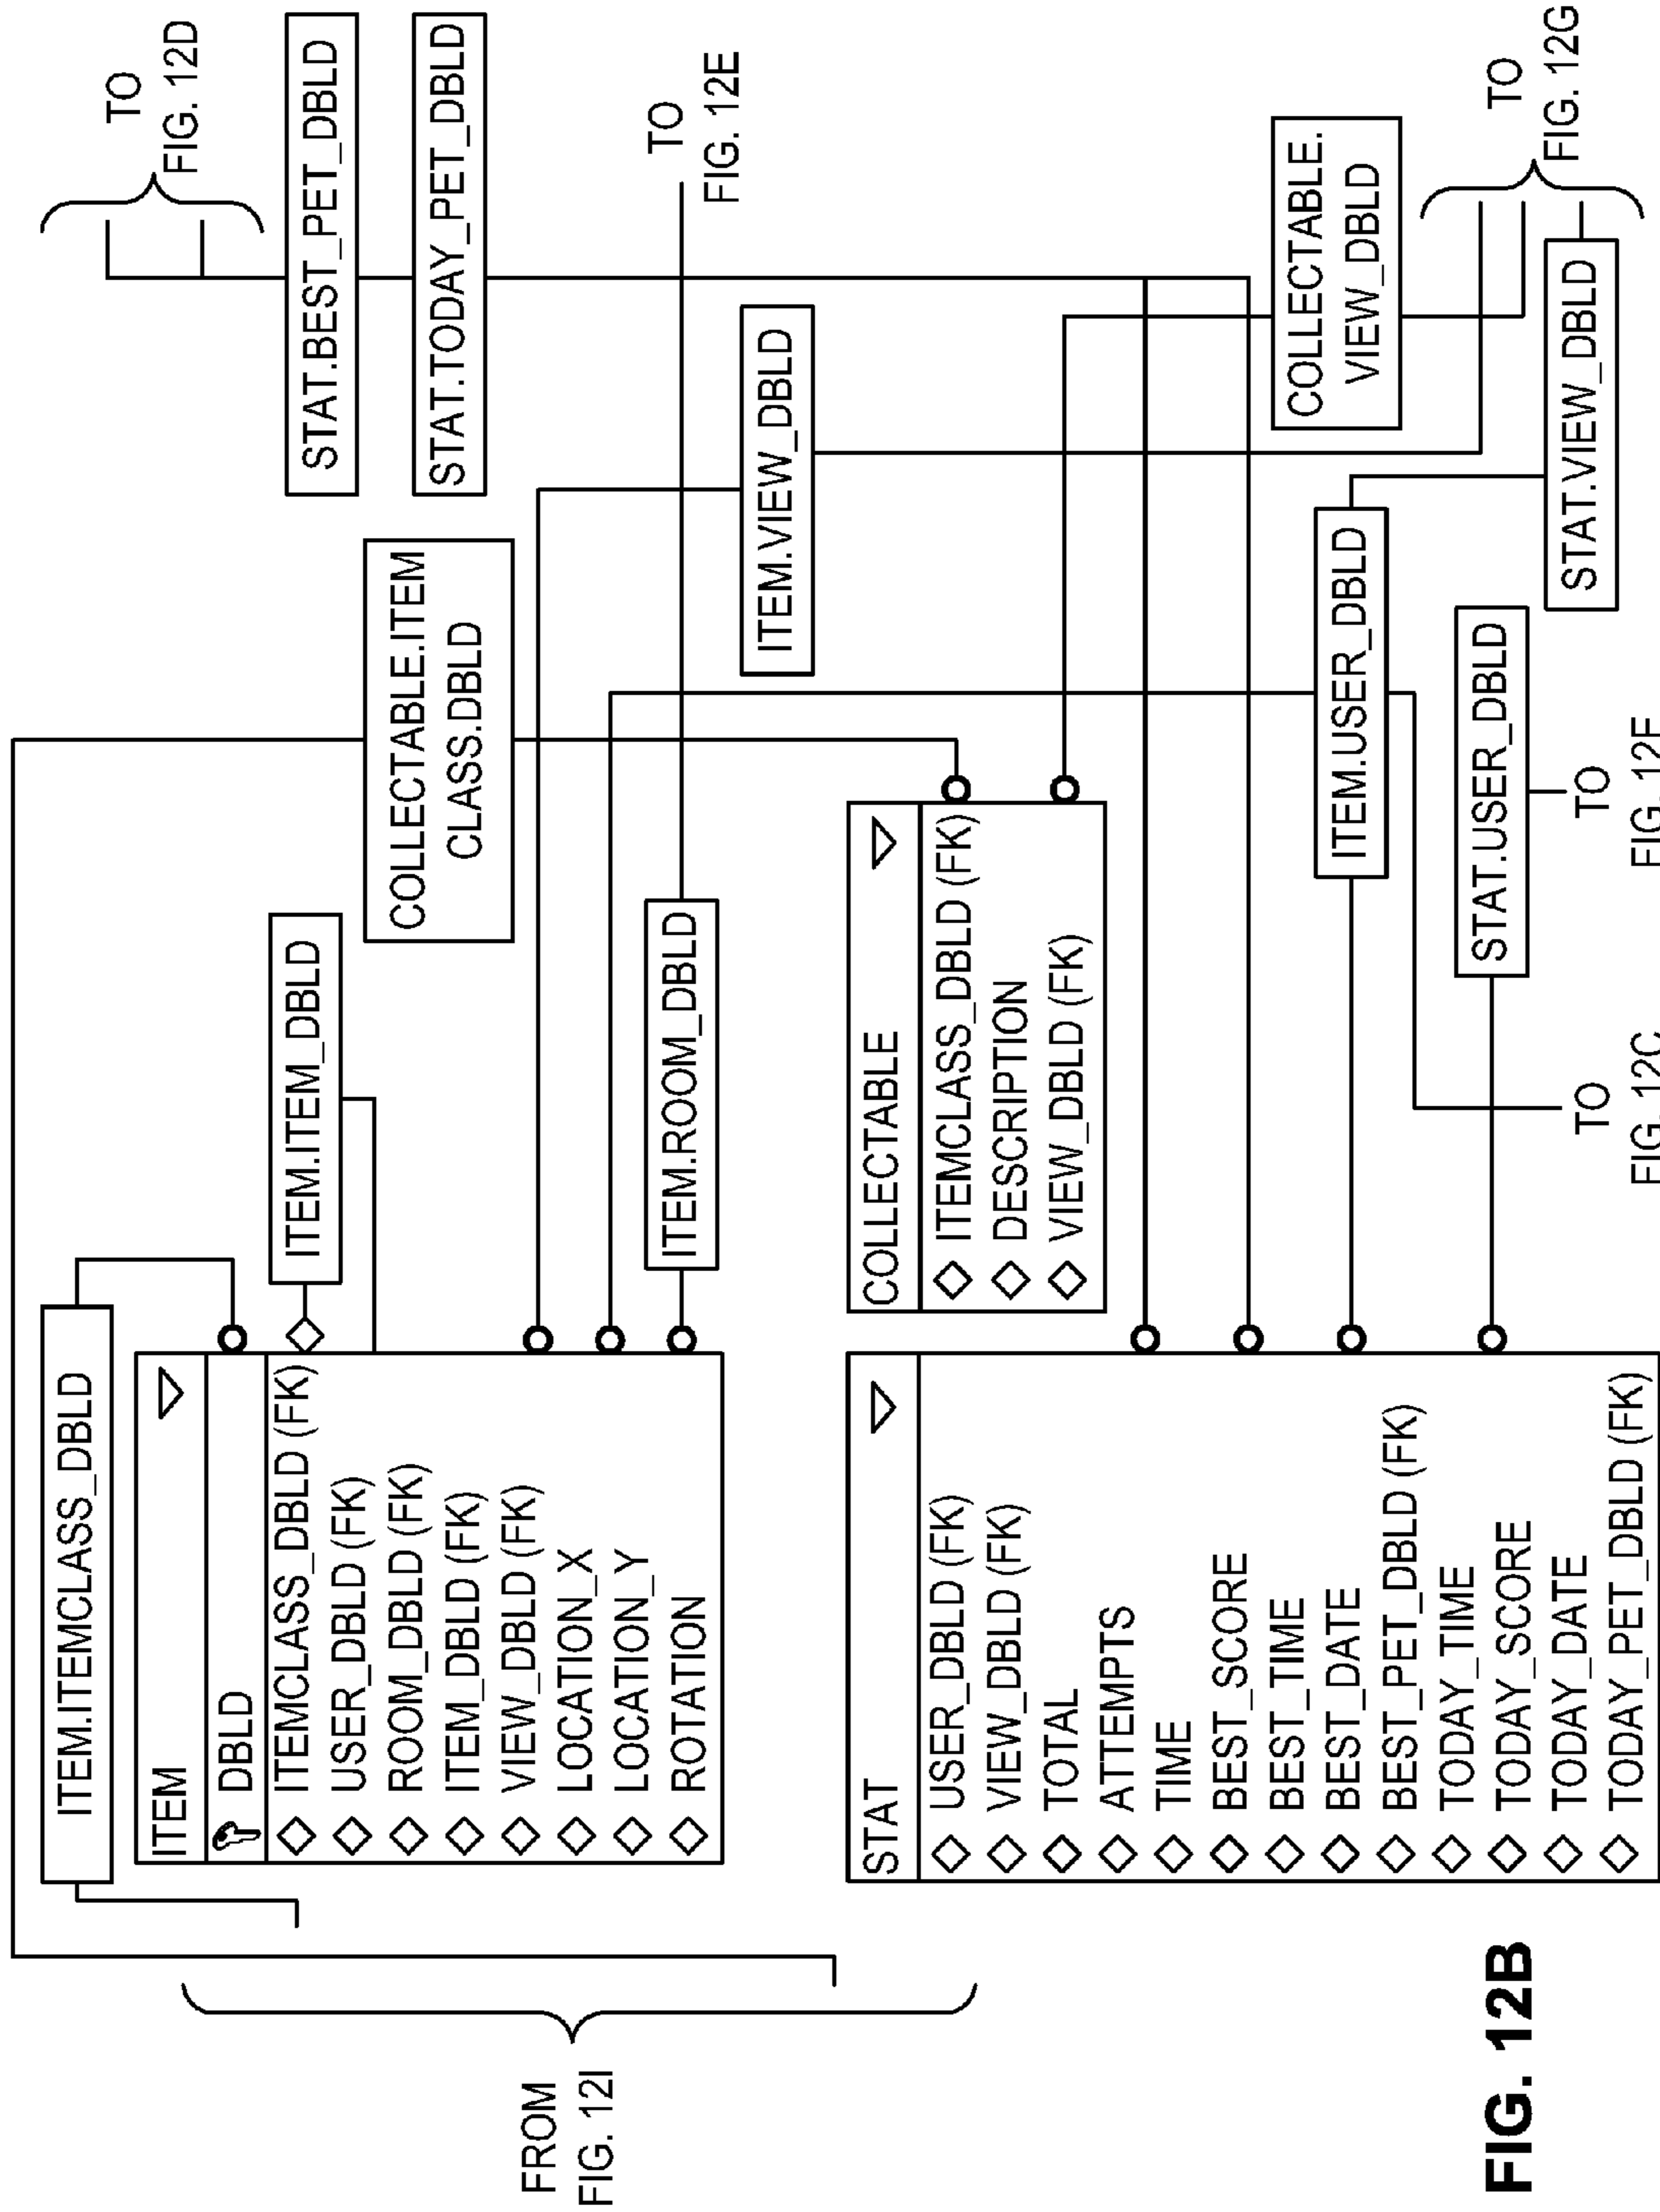 TO
FIG. 12D
STAT.BEST_PET_DBLD
STAT.TODAY_PET_DBLD
ITEM.ITEMCLASS_DBLD
ITEM
DBLD
ITEMCLASS_DBLD (FK)
USER_DBLD (FK)
ROOM_DBLD (FK)
ITEM_DBLD (FK)
VIEW_DBLD (FK)
LOCATION_X
LOCATION_Y
ROTATION
ITEM.ITEM_DBLD
COLLECTABLE.ITEM
CLASS.DBLD
ITEM.ROOM_DBLD
TO
FIG. 12E
ITEM.VIEW_DBLD
FROM
FIG. 12I
COLLECTABLE
ITEMCLASS_DBLD (FK)
DESCRIPTION
VIEW_DBLD (FK)
STAT
USER_DBLD (FK)
VIEW_DBLD (FK)
TOTAL
ATTEMPTS
TIME
BEST_SCORE
BEST_TIME
BEST_DATE
BEST_PET_DBLD (FK)
TODAY_TIME
TODAY_SCORE
TODAY_DATE
TODAY_PET_DBLD (FK)
COLLECTABLE.
VIEW_DBLD
ITEM.USER_DBLD
STAT.USER_DBLD
STAT.VIEW_DBLD
TO
FIG. 12G
TO
FIG. 12C
TO
FIG. 12F
FIG. 12B